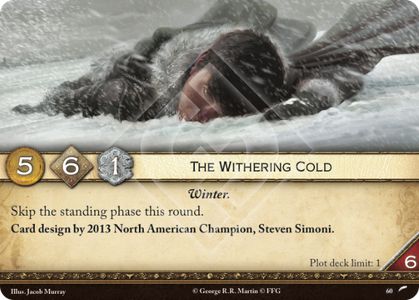 5 6 1 THE WITHERING COLD
Winter.
Skip the standing phase this round.
Card design by 2013 North American Champion, Steven Simoni.
Plot deck limit: 1
6
Illus. Jacob Murray © George R.R. Martin © FFG 60